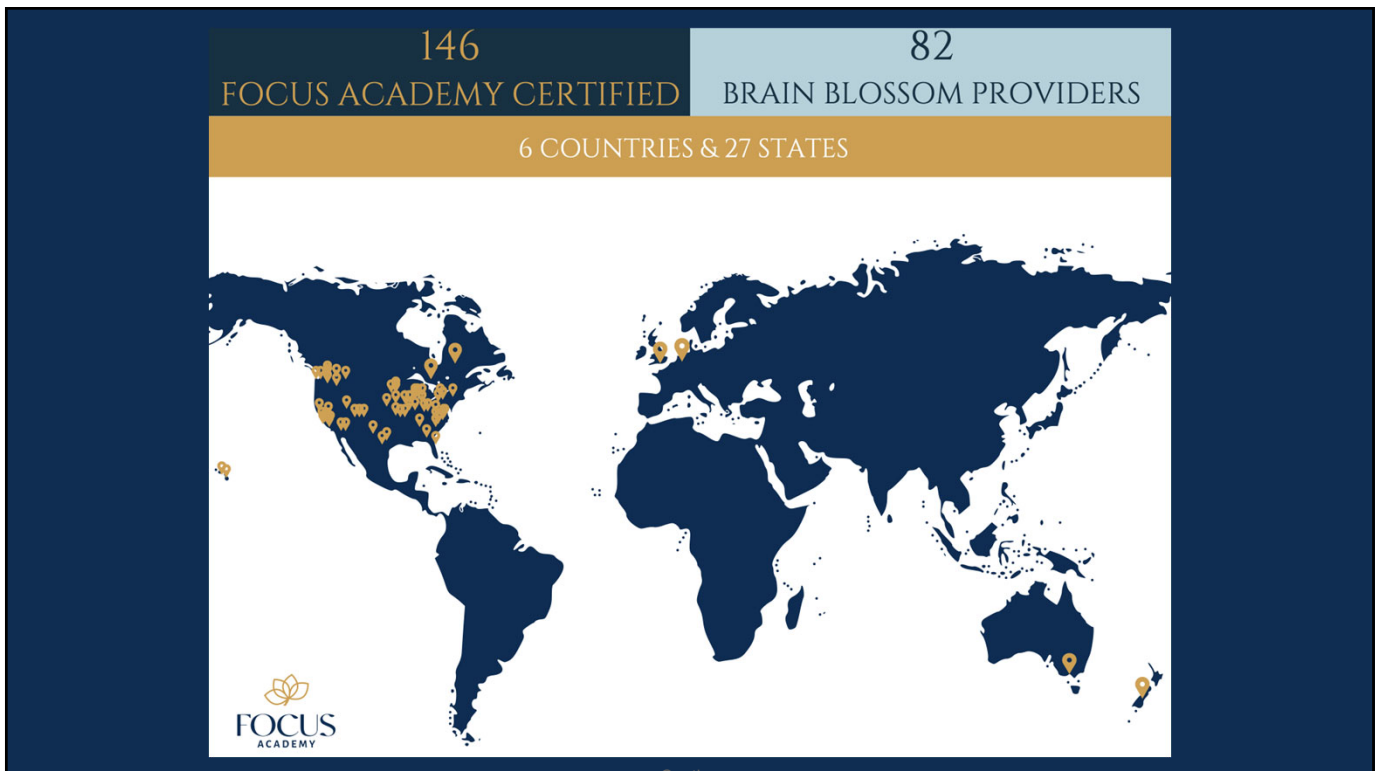 146
FOCUS ACADEMY CERTIFIED
82
BRAIN BLOSSOM PROVIDERS
6 COUNTRIES & 27 STATES
FOCUS
ACADEMY